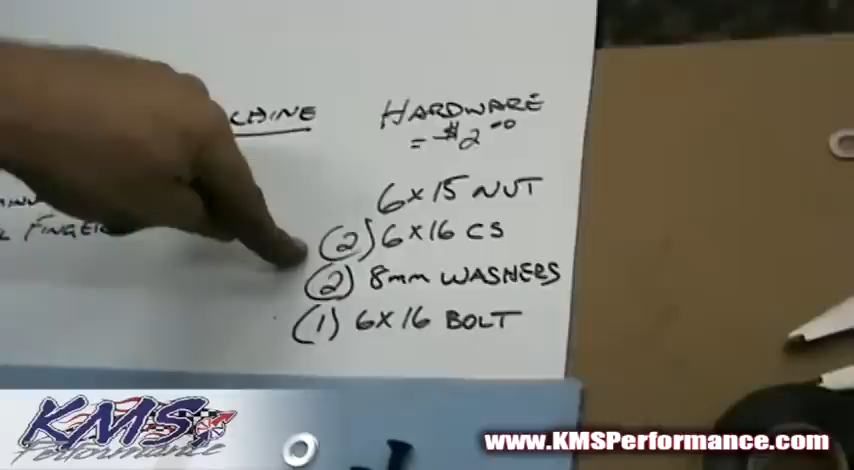 HARDWARE
= $2.00
6x15 NUT
(2) 6x16 CS
(2) 8mm WASHERS
(1) 6x16 BOLT
KMS
Performance
www.KMSPerformance.com